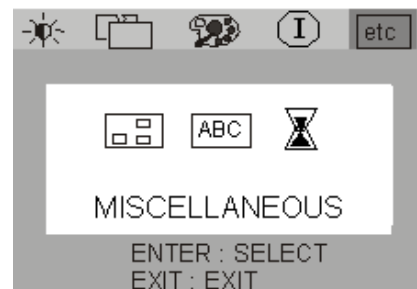 I etc
ABC
MISCELLANEOUS
ENTER : SELECT
EXIT : EXIT